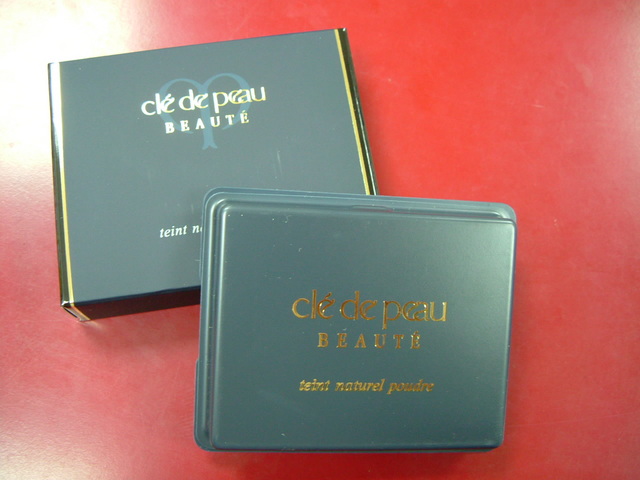 clé de peau
BEAUTÉ
teint
clé de peau
BEAUTÉ
teint naturel poudre